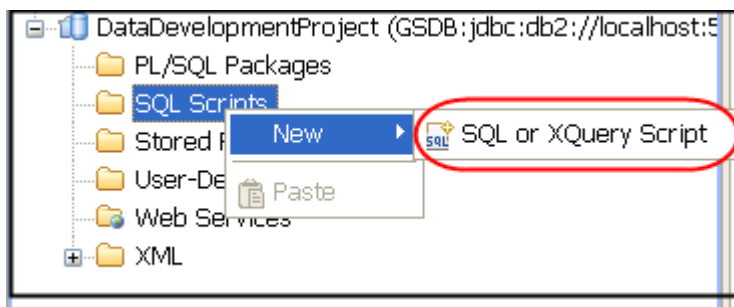 DataDevelopmentProject (GSDB:jdbc:db2://localhost:5
PL/SQL Packages
SQL Scripts
New
SQL SQL or XQuery Script
Stored
Paste
User-De
Web Services
XML